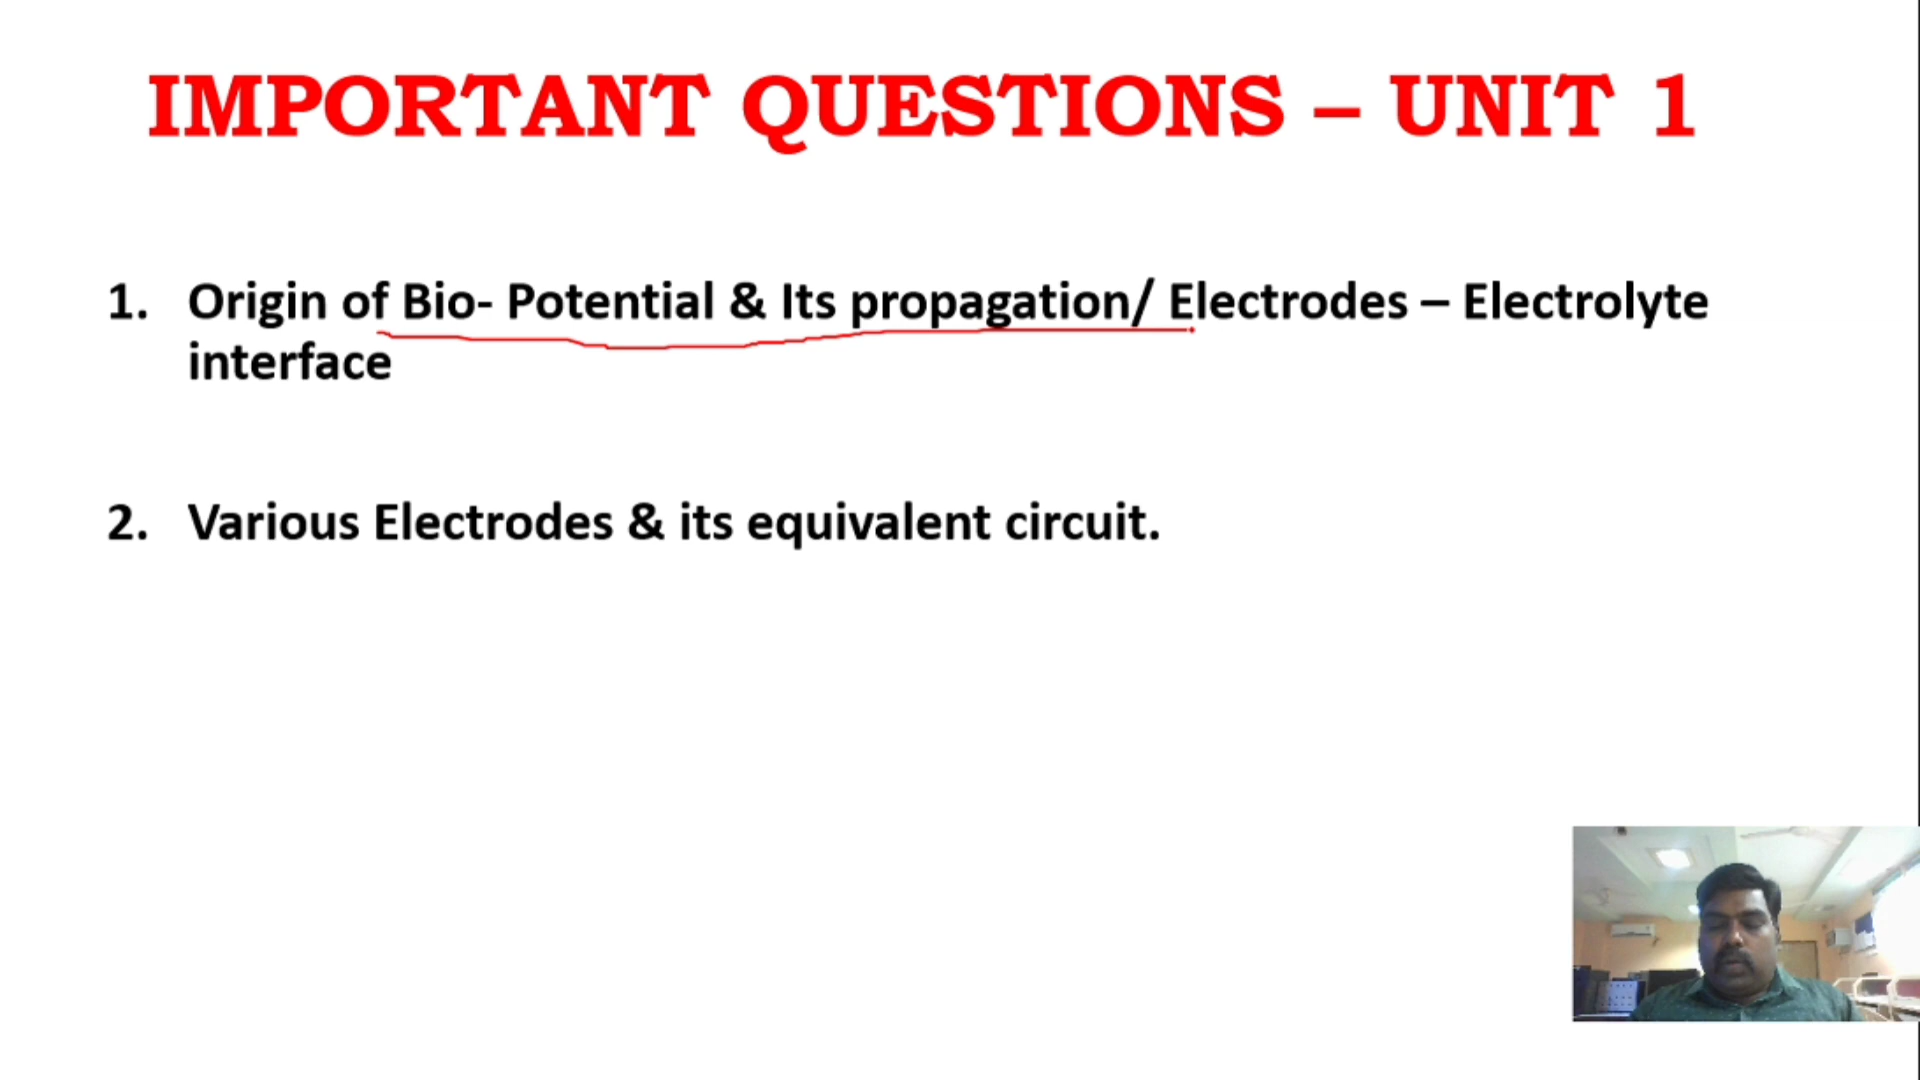 IMPORTANT QUESTIONS – UNIT 1
1. Origin of Bio- Potential & Its propagation/ Electrodes – Electrolyte
interface
2. Various Electrodes & its equivalent circuit.